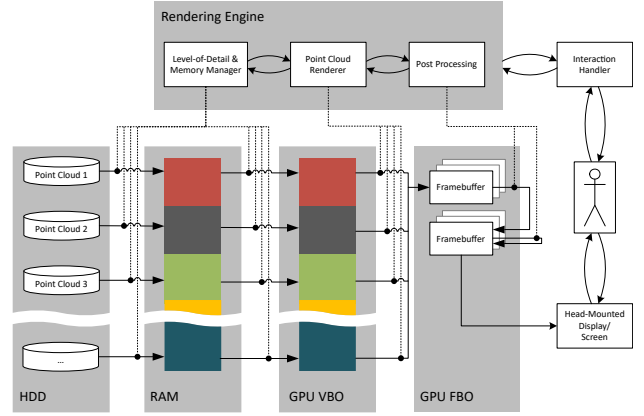 Rendering Engine
Level-of-Detail &
Memory Manager
Point Cloud
Renderer
Post Processing
Interaction
Handler
Point Cloud 1
Point Cloud 2
Point Cloud 3
...
Framebuffer
Framebuffer
Head-Mounted
Display/
Screen
HDD
RAM
GPU VBO
GPU FBO